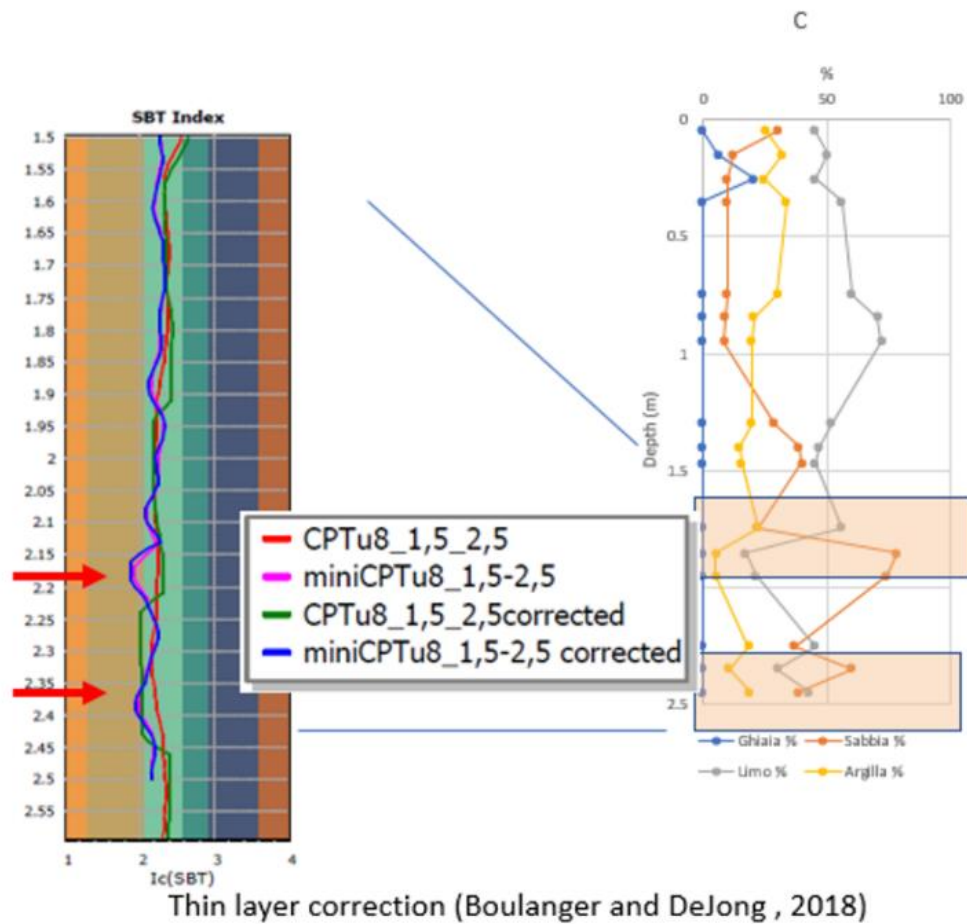 C
%
0 50 100
SBT Index
0
0.5
1
Depth (m)
1.5
2.5
1.5
1.55
1.6
1.65
1.7
1.75
1.8
1.85
1.9
1.95
2
2.05
2.1
2.15
2.2
2.25
2.3
2.35
2.4
2.45
2.5
2.55
1 2 3 4
Ic(SBT)
CPTu8_1,5_2,5
miniCPTu8_1,5-2,5
CPTu8_1,5_2,5corrected
miniCPTu8_1,5-2,5 corrected
Ghiaia % Sabbia %
Limo % Argilla %
Thin layer correction (Boulanger and DeJong , 2018)